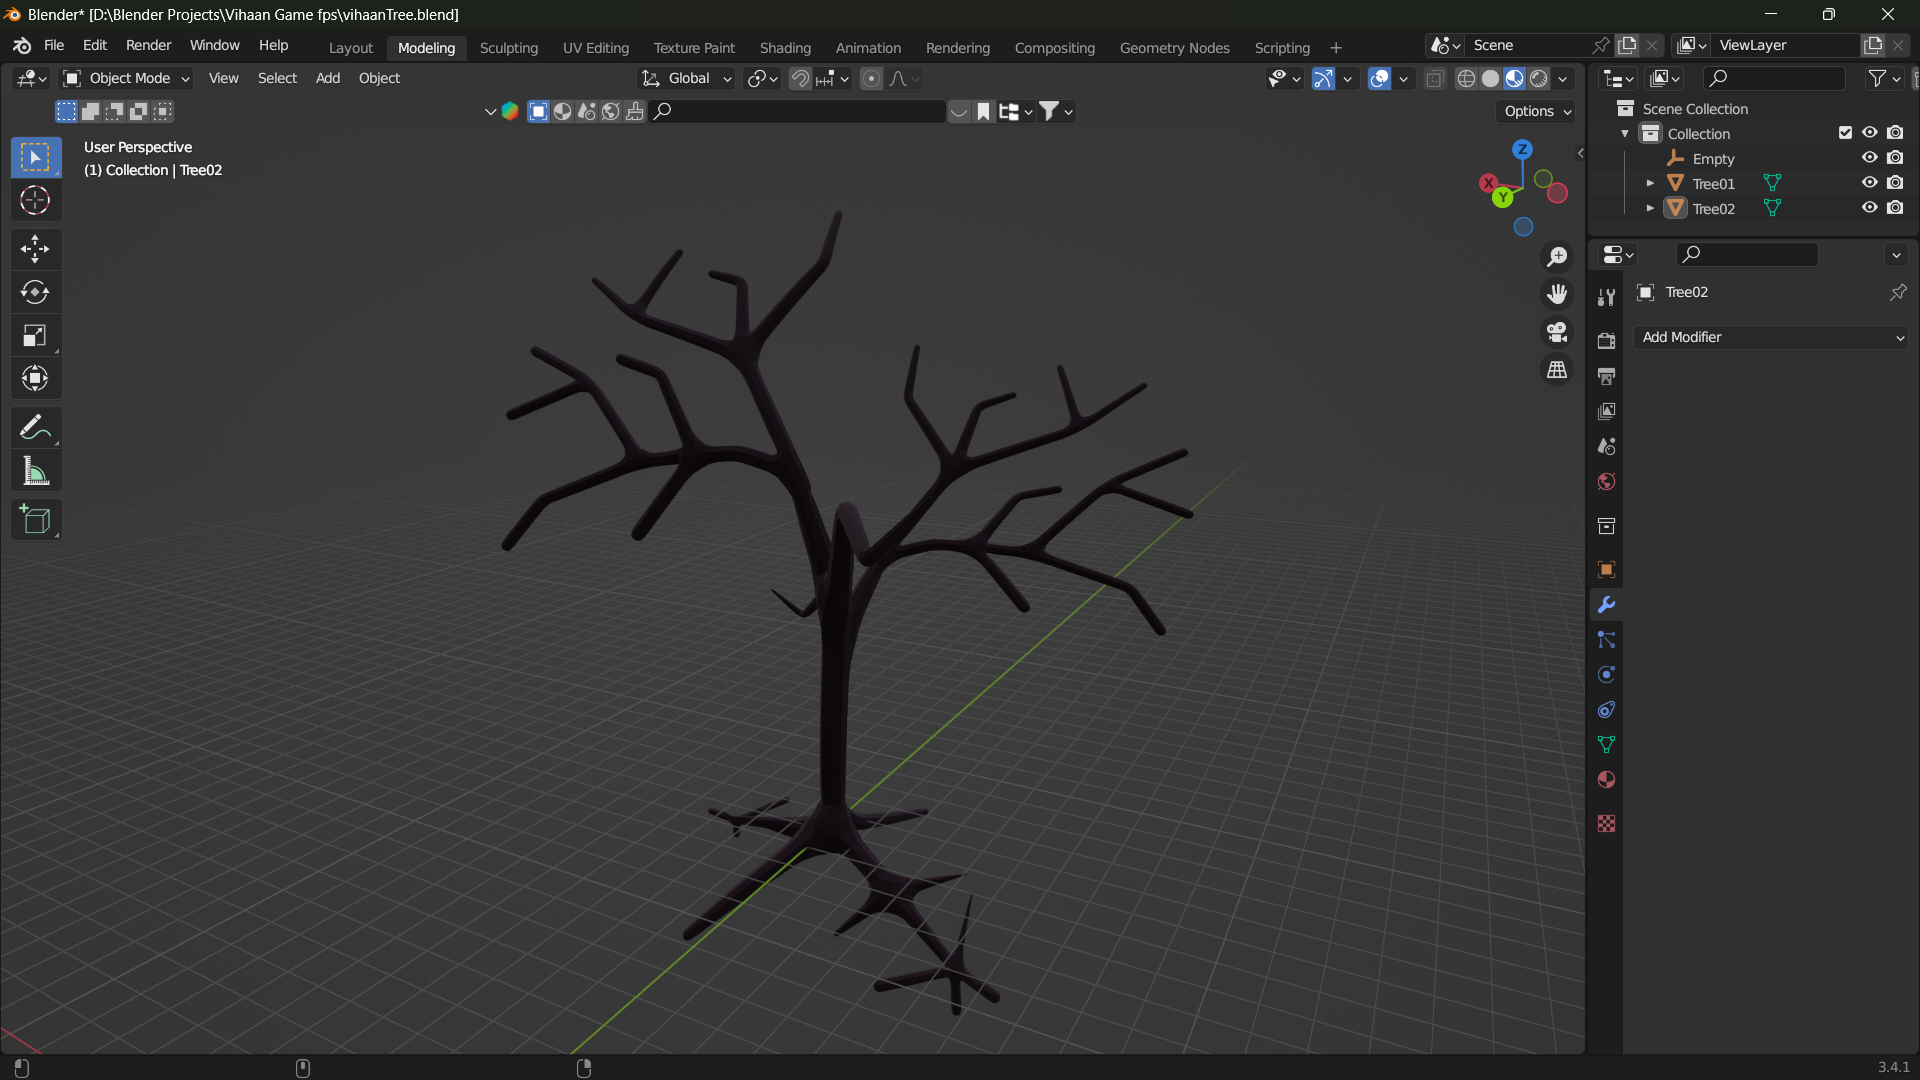 Blender* [D:\Blender Projects\Vihaan Game fps\vihaanTree.blend]
File Edit Render Window Help Layout Modeling Sculpting UV Editing Texture Paint Shading Animation Rendering Compositing Geometry Nodes Scripting + Scene ViewLayer
Object Mode View Select Add Object Global
Options
User Perspective
(1) Collection | Tree02
Z
X
Y
Scene Collection
Collection
Empty
Tree01
Tree02
Tree02
Add Modifier
3.4.1